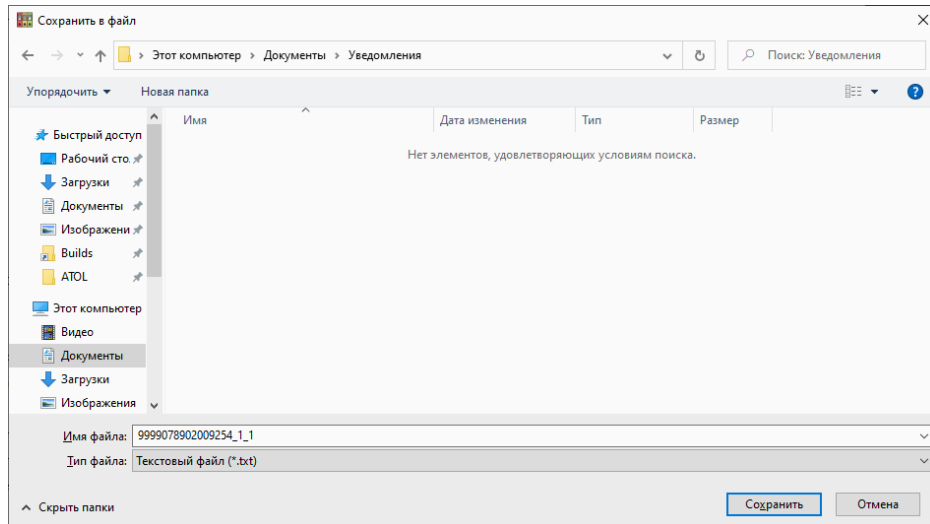 Сохранить в файл
Этот компьютер > Документы > Уведомления
Поиск: Уведомления
Упорядочить
Новая папка
Имя
Дата изменения
Тип
Размер
Нет элементов, удовлетворяющих условиям поиска.
Быстрый доступ
Рабочий сто.
Загрузки
Документы
Изображени
Builds
ATOL
Этот компьютер
Видео
Документы
Загрузки
Изображения
Имя файла: 9999078902009254_1_1
Тип файла: Текстовый файл (*.txt)
Скрыть папки
Сохранить
Отмена